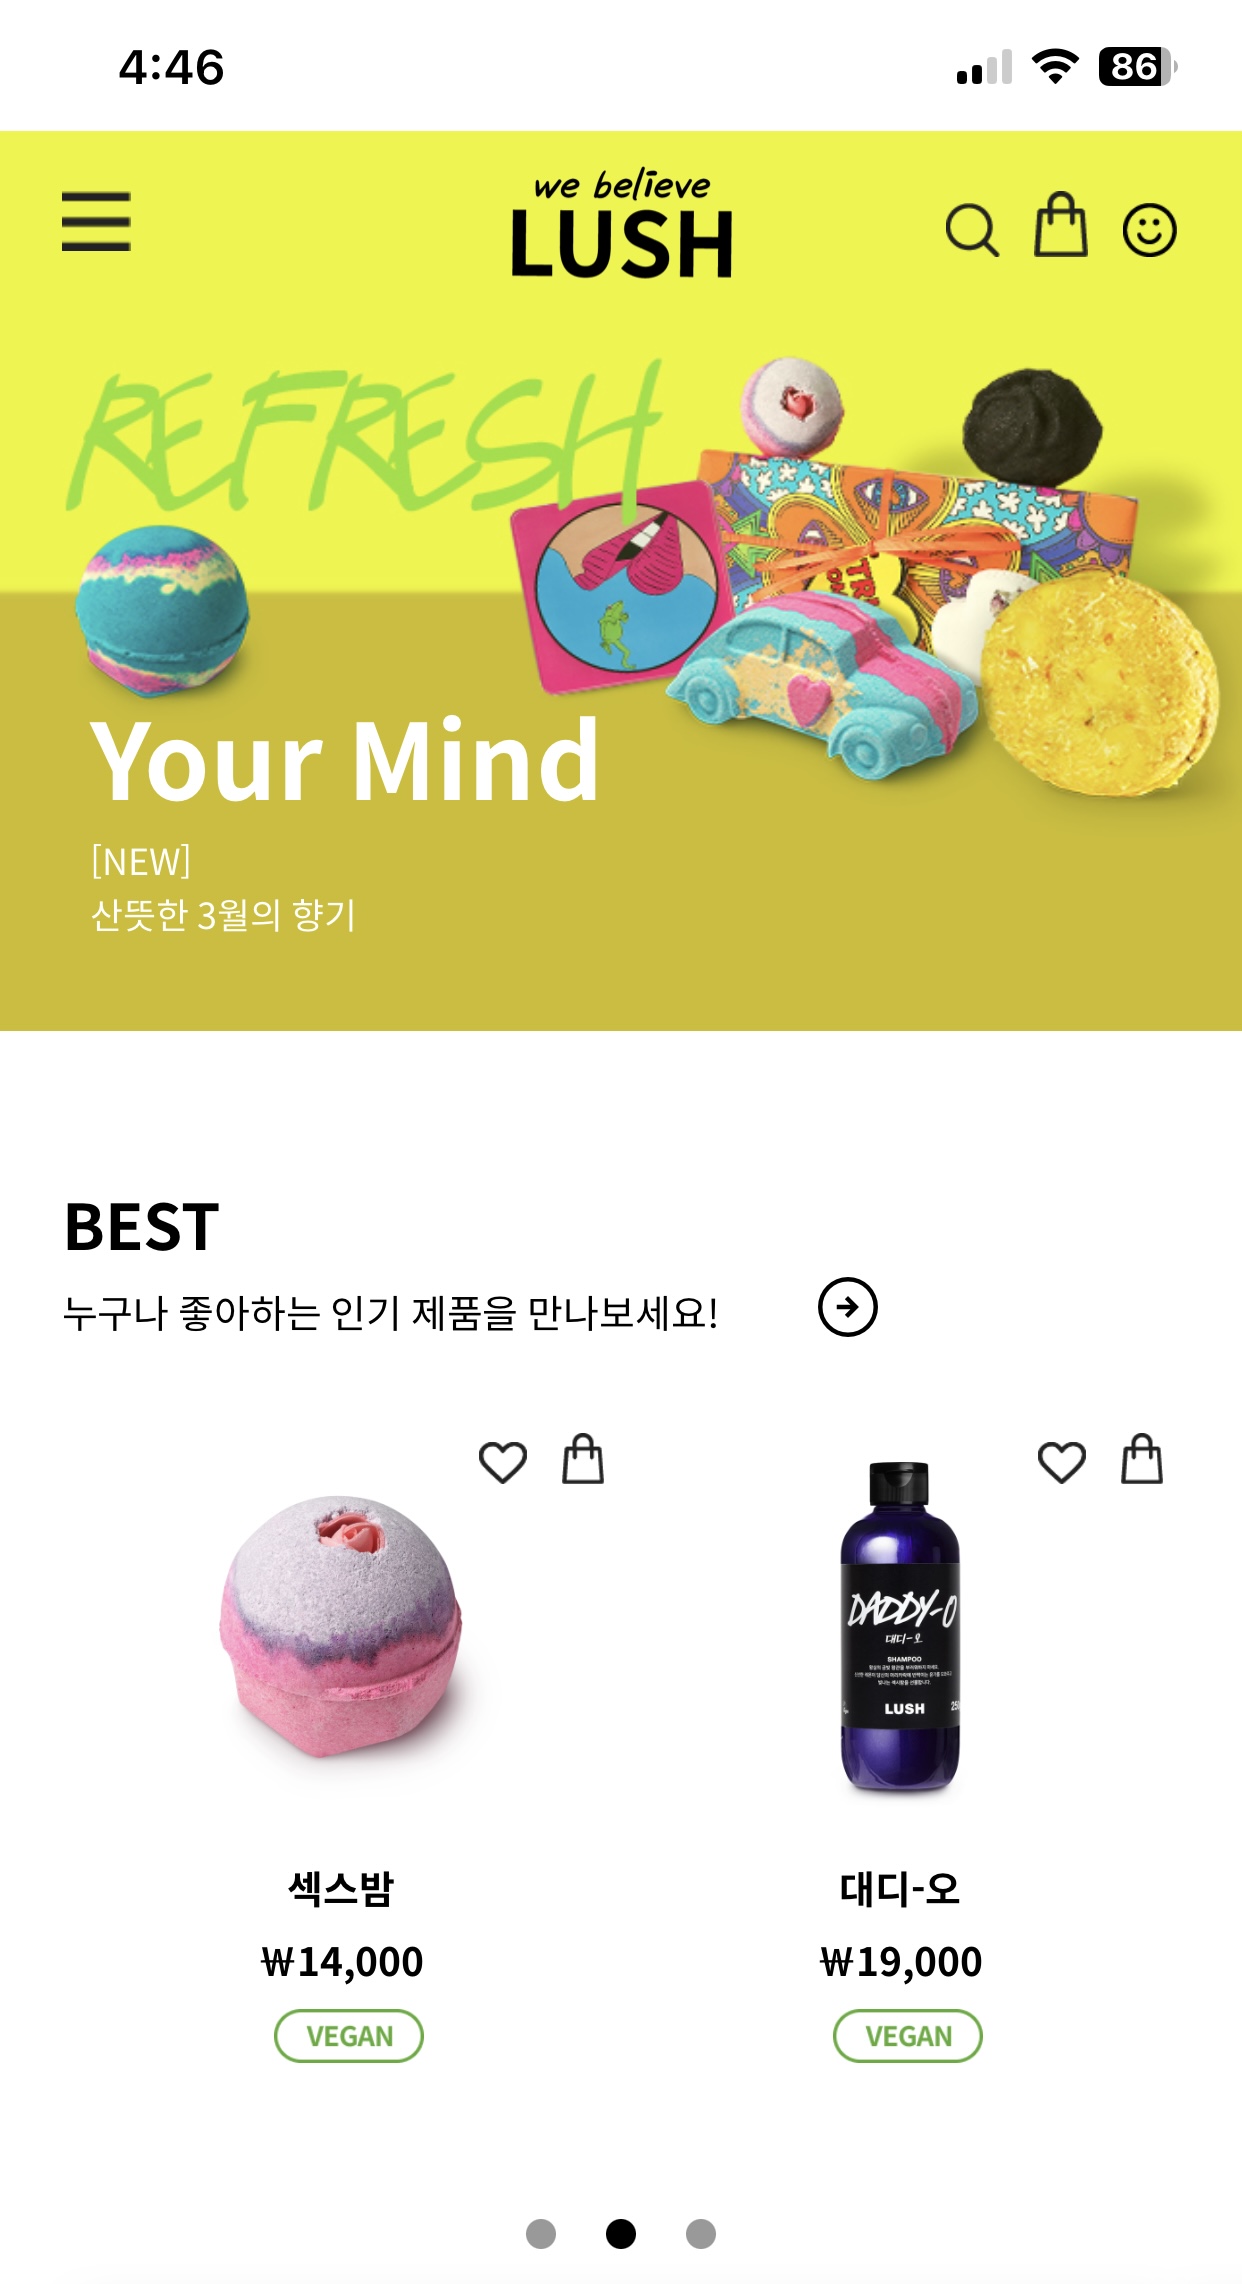 4:46
86
we believe
LUSH
REFRESH
Your Mind
[NEW]
산뜻한 3월의 향기
BEST
누구나 좋아하는 인기 제품을 만나보세요!
DADDY-O
대디-오
SHAMPOO
LUSH
섹스밤
₩14,000
VEGAN
대디-오
₩19,000
VEGAN